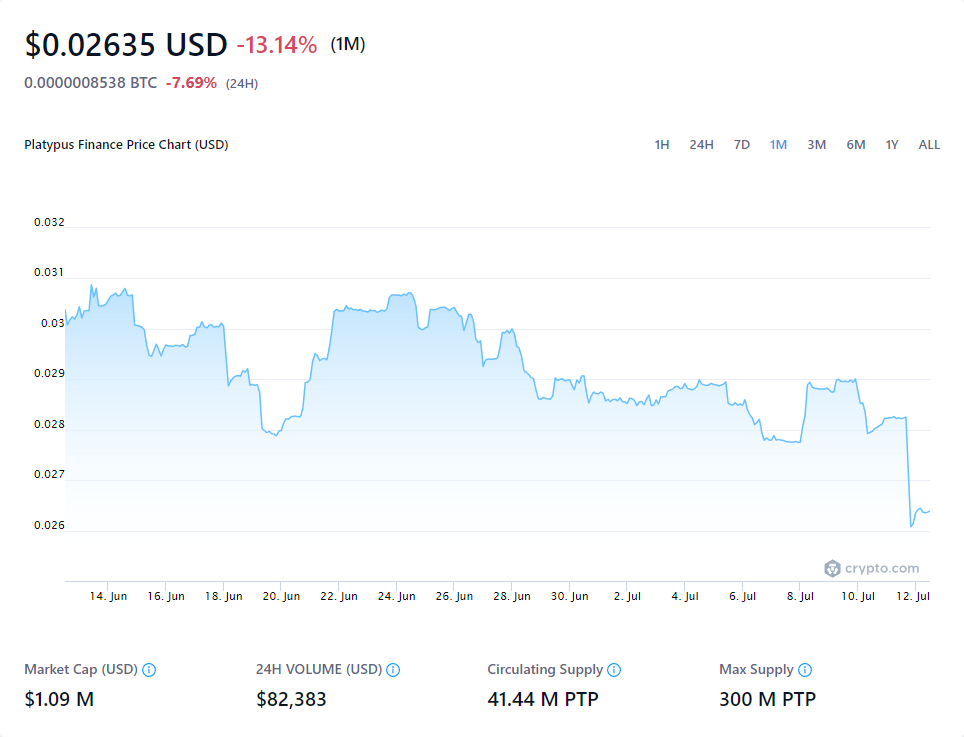 $0.02635 USD -13.14% (1M)
0.0000008538 BTC -7.69% (24H)
Platypus Finance Price Chart (USD) 1H 24H 7D 1M 3M 6M 1Y ALL
0.032
0.031
0.03
0.029
0.028
0.027
0.026
crypto.com
14. Jun 16. Jun 18. Jun 20. Jun 22. Jun 24. Jun 26. Jun 28. Jun 30. Jun 2. Jul 4. Jul 6. Jul 8. Jul 10. Jul 12. Jul
Market Cap (USD) 24H VOLUME (USD) Circulating Supply Max Supply
$1.09 M $82,383 41.44 M PTP 300 M PTP